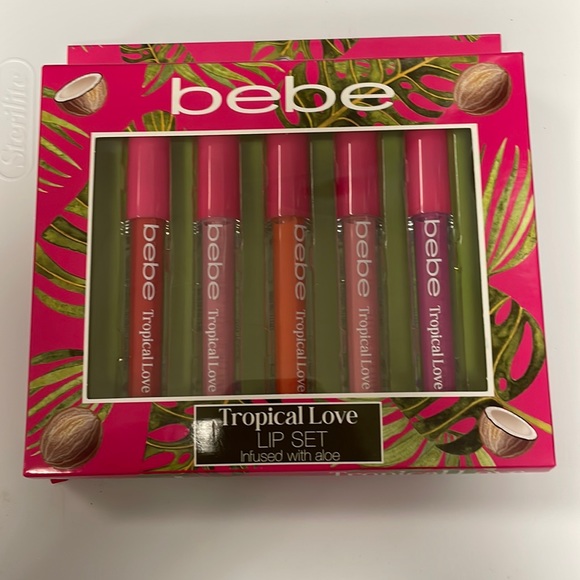 bebe
Sterilite
bebe Tropical Love
bebe Tropical Love
bebe Tropical Love
bebe Tropical Love
bebe Tropical Love
Tropical Love
LIP SET
Infused with aloe